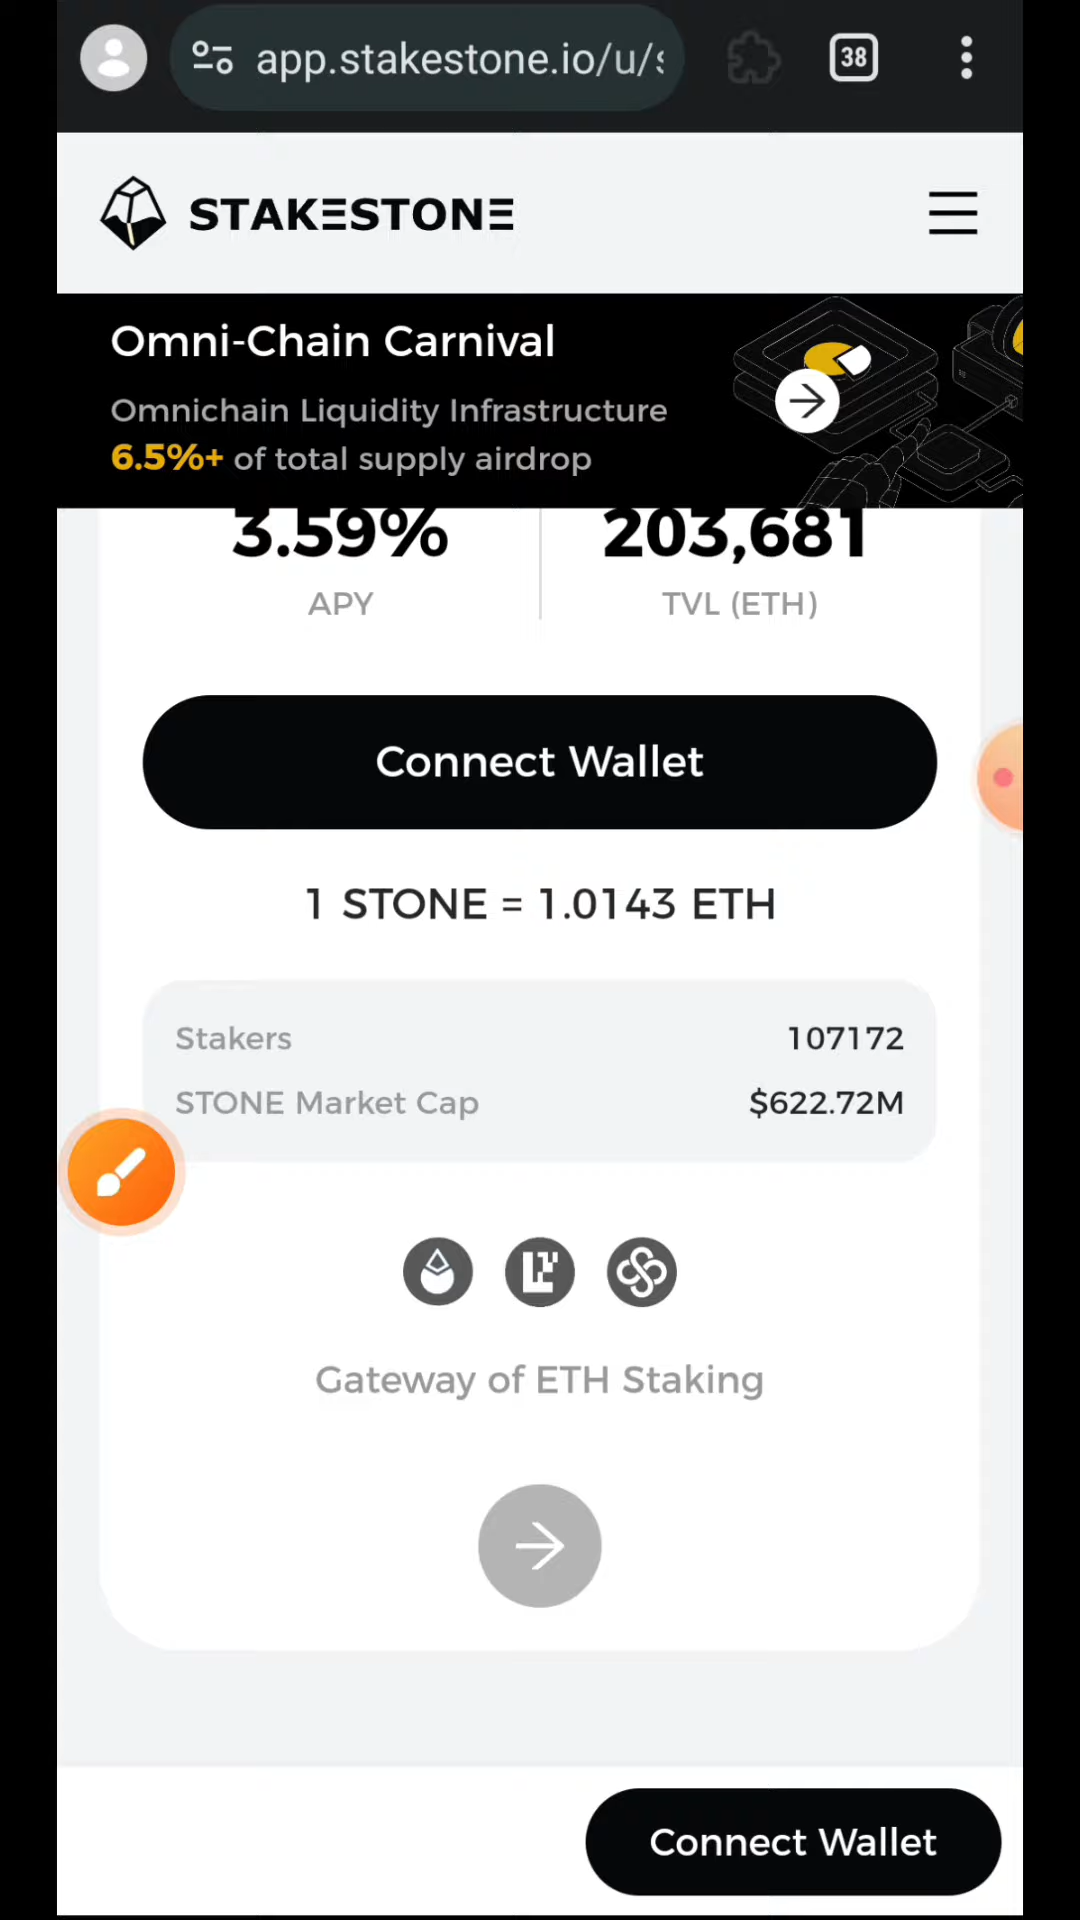 app.stakestone.io/u/s
38
STAKESTONE
Omni-Chain Carnival
Omnichain Liquidity Infrastructure
6.5%+ of total supply airdrop
3.59%
203,681
APY
TVL (ETH)
Connect Wallet
1 STONE = 1.0143 ETH
Stakers 107172
STONE Market Cap $622.72M
Gateway of ETH Staking
Connect Wallet